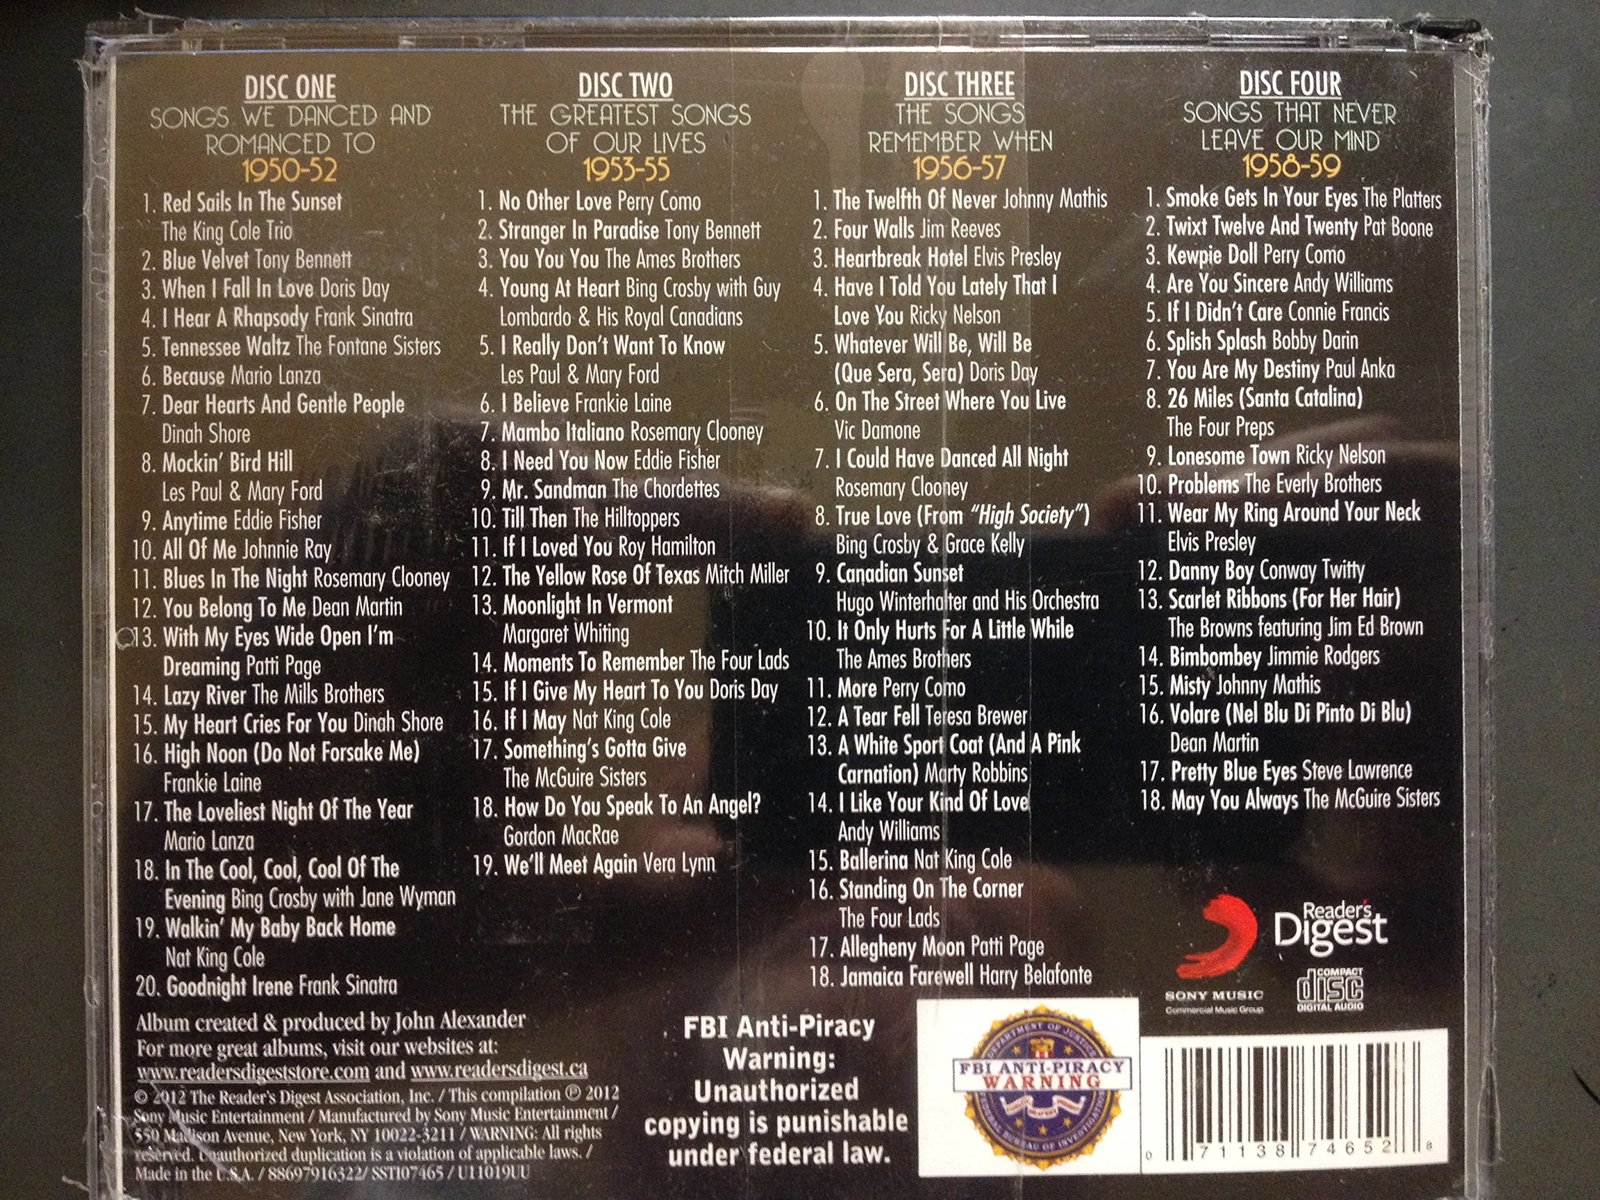 DISC ONE
SONGS WE DANCED AND
ROMANCED TO
1950-52
1. Red Sails In The Sunset
The King Cole Trio
2. Blue Velvet Tony Bennett
3. When I Fall In Love Doris Day
4. I Hear A Rhapsody Frank Sinatra
5. Tennessee Waltz The Fontane Sisters
6. Because Mario Lanza
7. Dear Hearts And Gentle People
Dinah Shore
8. Mockin' Bird Hill
Les Paul & Mary Ford
9. Anytime Eddie Fisher
10. All Of Me Johnnie Ray
11. Blues In The Night Rosemary Clooney
12. You Belong To Me Dean Martin
13. With My Eyes Wide Open I'm
Dreaming Patti Page
14. Lazy River The Mills Brothers
15. My Heart Cries For You Dinah Shore
16. High Noon (Do Not Forsake Me)
Frankie Laine
17. The Loveliest Night Of The Year
Mario Lanza
18. In The Cool, Cool, Cool Of The
Evening Bing Crosby with Jane Wyman
19. Walkin' My Baby Back Home
Nat King Cole
20. Goodnight Irene Frank Sinatra
DISC TWO
THE GREATEST SONGS
OF OUR LIVES
1953-55
1. No Other Love Perry Como
2. Stranger In Paradise Tony Bennett
3. You You You The Ames Brothers
4. Young At Heart Bing Crosby with Guy
Lombardo & His Royal Canadians
5. I Really Don't Want To Know
Les Paul & Mary Ford
6. I Believe Frankie Laine
7. Mambo Italiano Rosemary Clooney
8. I Need You Now Eddie Fisher
9. Mr. Sandman The Chordettes
10. Till Then The Hilltoppers
11. If I Loved You Roy Hamilton
12. The Yellow Rose Of Texas Mitch Miller
13. Moonlight In Vermont
Margaret Whiting
14. Moments To Remember The Four Lads
15. If I Give My Heart To You Doris Day
16. If I May Nat King Cole
17. Something's Gotta Give
The McGuire Sisters
18. How Do You Speak To An Angel?
Gordon MacRae
19. We'll Meet Again Vera Lynn
DISC THREE
THE SONGS
REMEMBER WHEN
1956-57
1. The Twelfth Of Never Johnny Mathis
2. Four Walls Jim Reeves
3. Heartbreak Hotel Elvis Presley
4. Have I Told You Lately That I
Love You Ricky Nelson
5. Whatever Will Be, Will Be
(Que Sera, Sera) Doris Day
6. On The Street Where You Live
Vic Damone
7. I Could Have Danced All Night
Rosemary Clooney
8. True Love (From "High Society")
Bing Crosby & Grace Kelly
9. Canadian Sunset
Hugo Winterhalter and His Orchestra
10. It Only Hurts For A Little While
The Ames Brothers
11. More Perry Como
12. A Tear Fell Teresa Brewer
13. A White Sport Coat (And A Pink
Carnation) Marty Robbins
14. I Like Your Kind Of Love
Andy Williams
15. Ballerina Nat King Cole
16. Standing On The Corner
The Four Lads
17. Allegheny Moon Patti Page
18. Jamaica Farewell Harry Belafonte
DISC FOUR
SONGS THAT NEVER
LEAVE OUR MIND
1958-59
1. Smoke Gets In Your Eyes The Platters
2. Twixt Twelve And Twenty Pat Boone
3. Kewpie Doll Perry Como
4. Are You Sincere Andy Williams
5. If I Didn't Care Connie Francis
6. Splish Splash Bobby Darin
7. You Are My Destiny Paul Anka
8. 26 Miles (Santa Catalina)
The Four Preps
9. Lonesome Town Ricky Nelson
10. Problems The Everly Brothers
11. Wear My Ring Around Your Neck
Elvis Presley
12. Danny Boy Conway Twitty
13. Scarlet Ribbons (For Her Hair)
The Browns featuring Jim Ed Brown
14. Bimbombey Jimmie Rodgers
15. Misty Johnny Mathis
16. Volare (Nel Blu Di Pinto Di Blu)
Dean Martin
17. Pretty Blue Eyes Steve Lawrence
18. May You Always The McGuire Sisters
SONY MUSIC
Commercial Music Group
Reader's
Digest
COMPACT
disc
DIGITAL AUDIO
Album created & produced by John Alexander
For more great albums, visit our websites at:
www.readersdigeststore.com and www.readersdigest.ca
© 2012 The Reader's Digest Association, Inc. / This compilation ℗ 2012
Sony Music Entertainment / Manufactured by Sony Music Entertainment /
550 Madison Avenue, New York, NY 10022-3211 / WARNING: All rights
reserved. Unauthorized duplication is a violation of applicable laws. /
Made in the U.S.A. / 88697916322/ SSTI07465 / U11019UU
FBI Anti-Piracy
Warning:
Unauthorized
copying is punishable
under federal law.
DEPARTMENT OF JUSTICE
FBI ANTI-PIRACY
WARNING
FEDERAL BUREAU OF INVESTIGATION
0 71138 74652 8